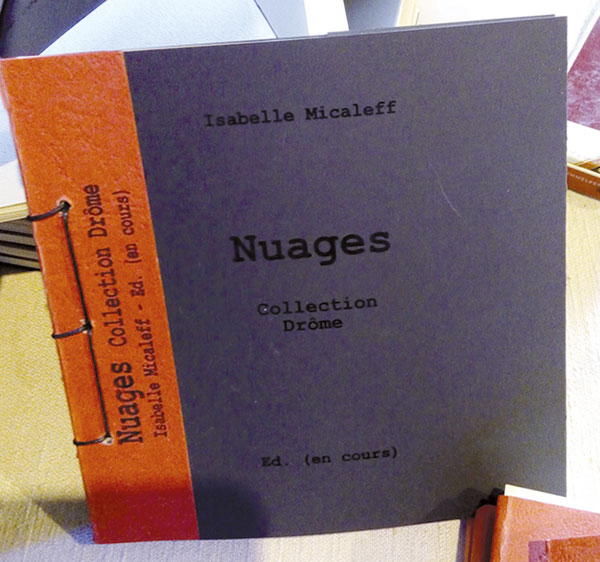 Isabelle Micaleff
Nuages
Collection
Drôme
Ed. (en cours)
Nuages Collection Drôme
Isabelle Micaleff - Ed. (en cours)